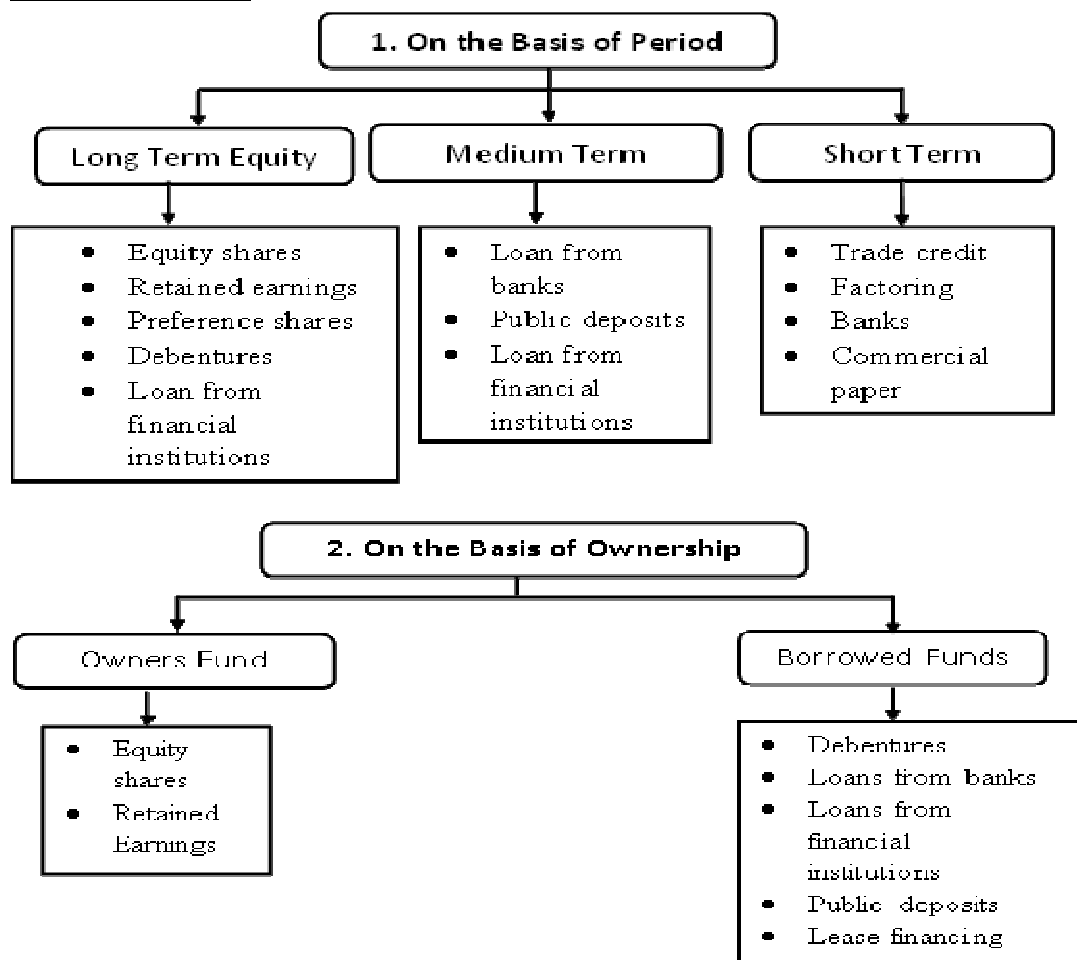 1. On the Basis of Period
Long Term Equity
Medium Term
Short Term
Equity shares
Retained earnings
Preference shares
Debentures
Loan from
financial
institutions
Loan from
banks
Public deposits
Loan from
financial
institutions
Trade credit
Factoring
Banks
Commercial
paper
2. On the Basis of Ownership
Owners Fund
Borrowed Funds
Equity
shares
Retained
Earnings
Debentures
Loans from banks
Loans from
financial
institutions
Public deposits
Lease financing